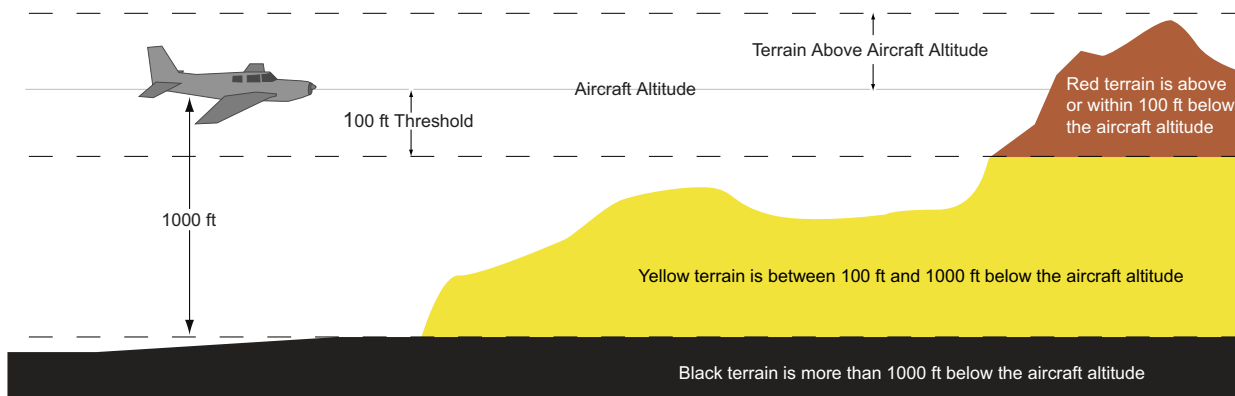 Terrain Above Aircraft Altitude
Aircraft Altitude
Red terrain is above
or within 100 ft below
the aircraft altitude
100 ft Threshold
1000 ft
Yellow terrain is between 100 ft and 1000 ft below the aircraft altitude
Black terrain is more than 1000 ft below the aircraft altitude